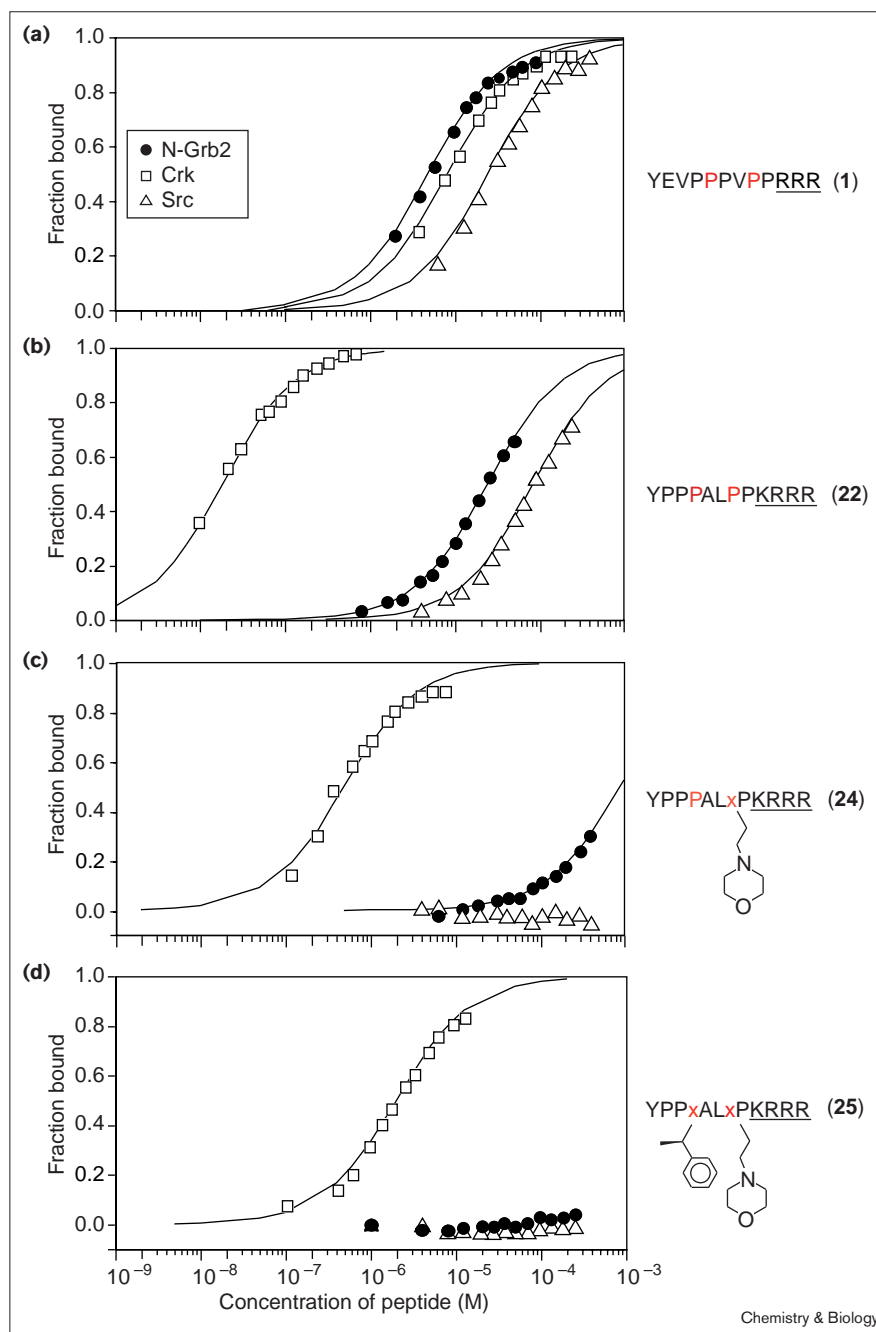 (a)
1.0
0.8
0.6
0.4
0.2
0.0
Fraction bound
N-Grb2
Crk
Src
YEVPPPVPPRRR (1)
(b)
1.0
0.8
0.6
0.4
0.2
0.0
Fraction bound
YPPPALPPKRRR (22)
(c)
1.0
0.8
0.6
0.4
0.2
0.0
Fraction bound
YPPPALxPKRRR (24)
N
O
(d)
1.0
0.8
0.6
0.4
0.2
0.0
Fraction bound
YPPxALxPKRRR (25)
N
O
10⁻⁹ 10⁻⁸ 10⁻⁷ 10⁻⁶ 10⁻⁵ 10⁻⁴ 10⁻³
Concentration of peptide (M)
Chemistry & Biology